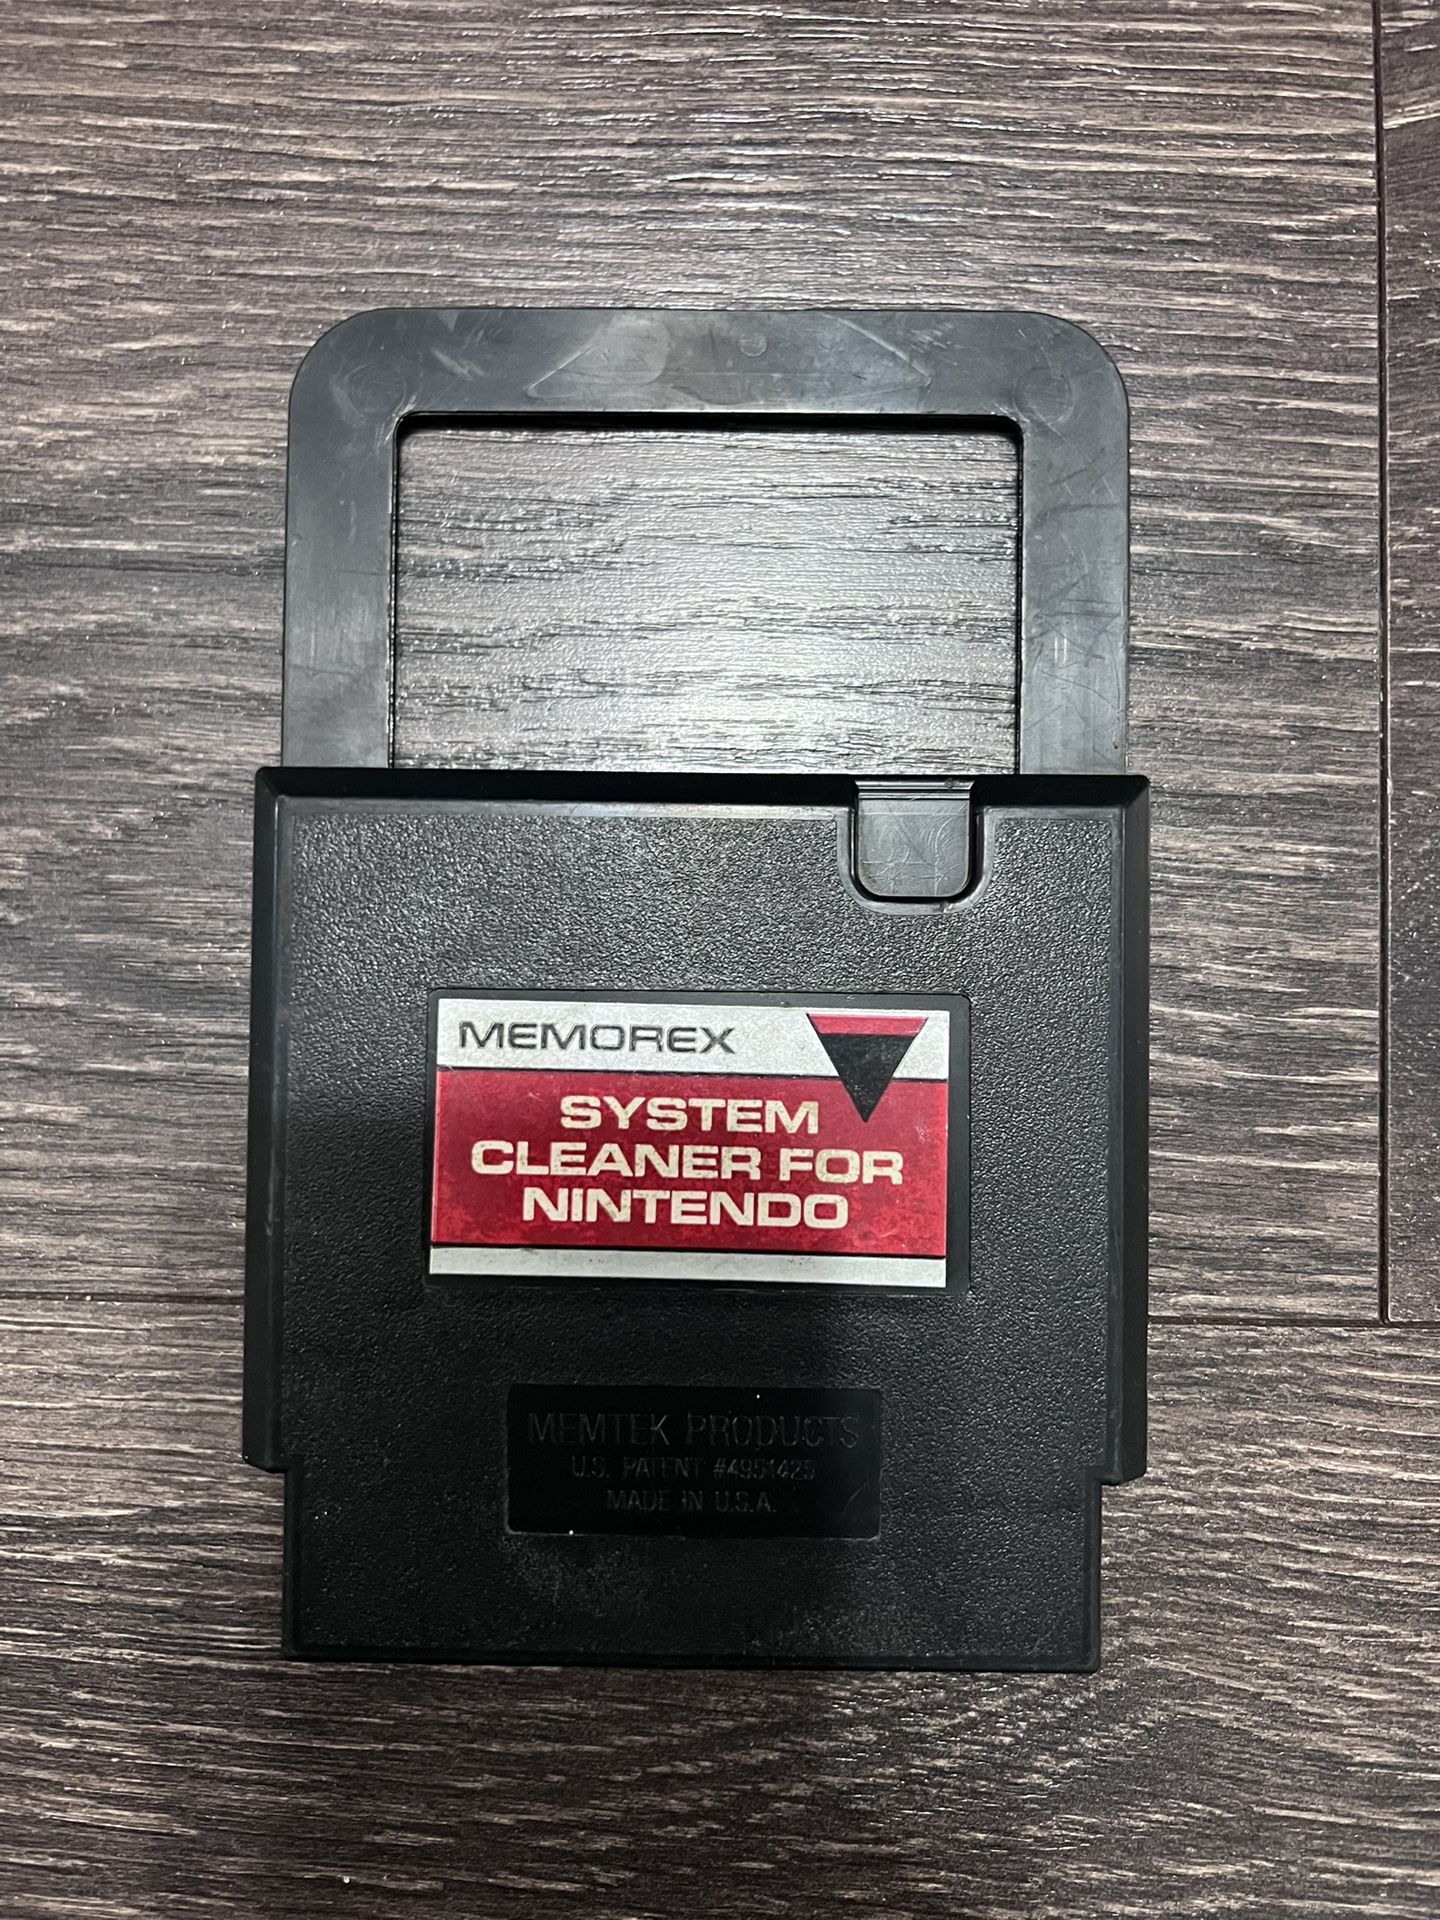 MEMOREX
SYSTEM
CLEANER FOR
NINTENDO
MEMTEK PRODUCTS
U.S. PATENT #4951425
MADE IN U.S.A.